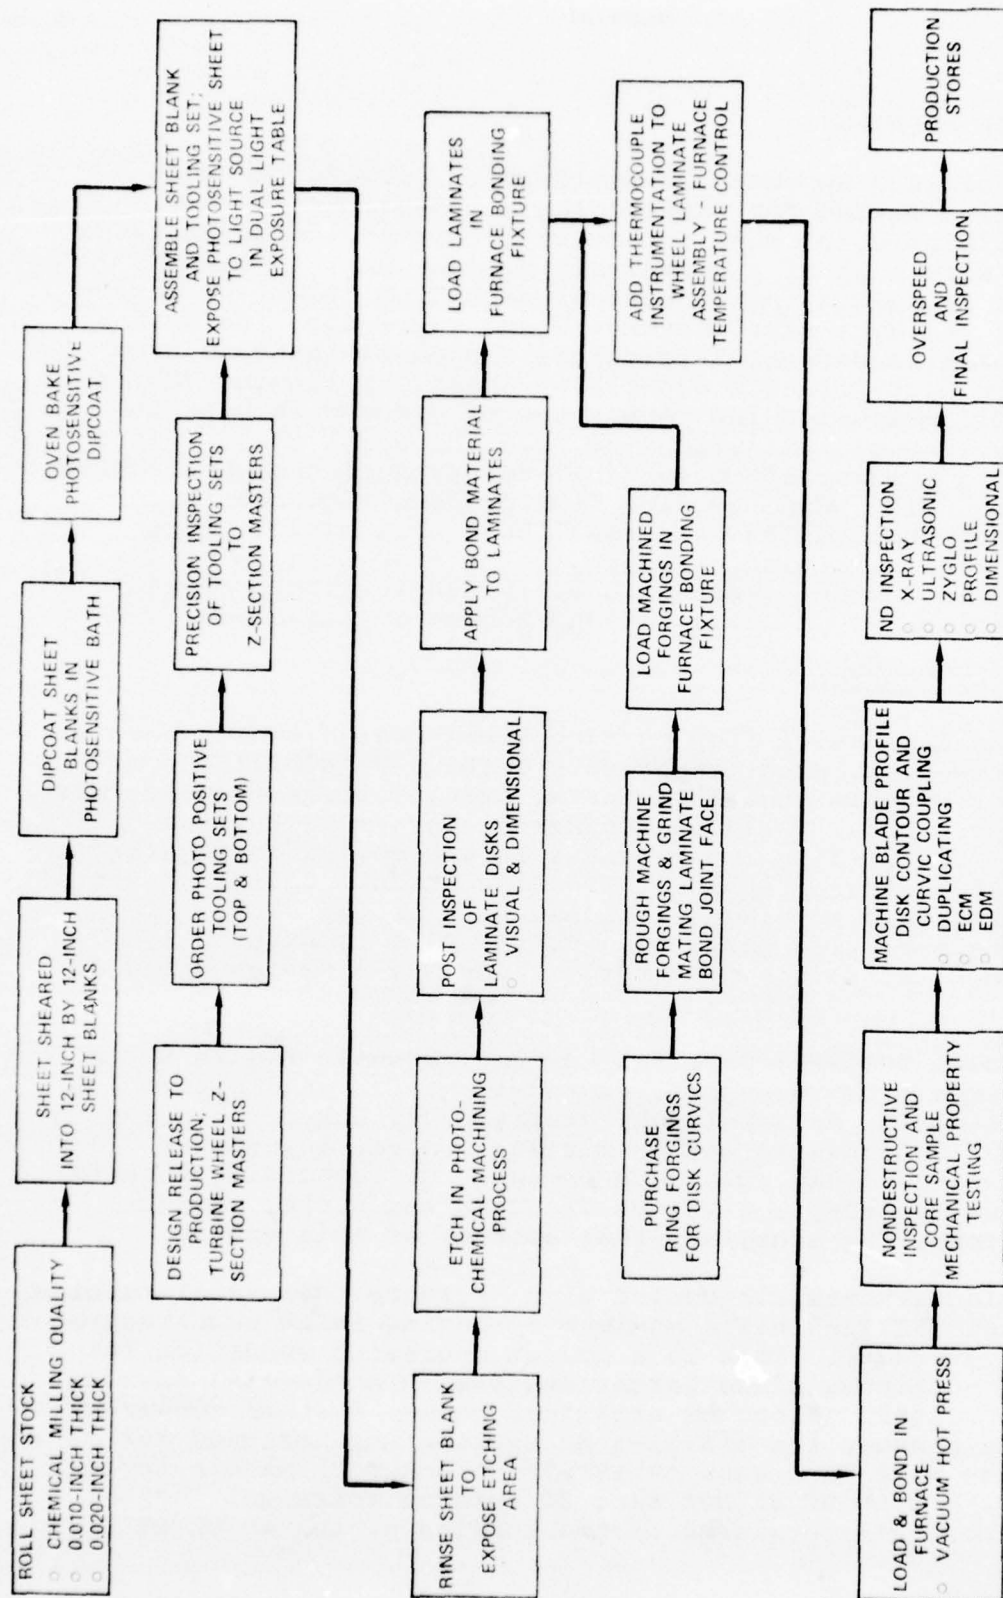 ROLL SHEET STOCK
○ CHEMICAL MILLING QUALITY
○ 0.010-INCH THICK
○ 0.020-INCH THICK
SHEET SHEARED
INTO 12-INCH BY 12-INCH
SHEET BLANKS
DIPCOAT SHEET
BLANKS IN
PHOTOSENSITIVE BATH
OVEN BAKE
PHOTOSENSITIVE
DIPCOAT
DESIGN RELEASE TO
PRODUCTION;
TURBINE WHEEL Z-
SECTION MASTERS
ORDER PHOTO POSITIVE
TOOLING SETS
(TOP & BOTTOM)
PRECISION INSPECTION
OF TOOLING SETS
TO
Z-SECTION MASTERS
ASSEMBLE SHEET BLANK
AND TOOLING SET;
EXPOSE PHOTOSENSITIVE SHEET
TO LIGHT SOURCE
IN DUAL LIGHT
EXPOSURE TABLE
RINSE SHEET BLANK
TO
EXPOSE ETCHING
AREA
ETCH IN PHOTO-
CHEMICAL MACHINING
PROCESS
POST INSPECTION
OF
LAMINATE DISKS
○ VISUAL & DIMENSIONAL
APPLY BOND MATERIAL
TO LAMINATES
LOAD LAMINATES
IN
FURNACE BONDING
FIXTURE
PURCHASE
RING FORGINGS
FOR DISK CURVICS
ROUGH MACHINE
FORGINGS & GRIND
MATING LAMINATE
BOND JOINT FACE
LOAD MACHINED
FORGINGS IN
FURNACE BONDING
FIXTURE
ADD THERMOCOUPLE
INSTRUMENTATION TO
WHEEL LAMINATE
ASSEMBLY - FURNACE
TEMPERATURE CONTROL
LOAD & BOND IN
FURNACE
○ VACUUM HOT PRESS
NONDESTRUCTIVE
INSPECTION AND
CORE SAMPLE
MECHANICAL PROPERTY
TESTING
MACHINE BLADE PROFILE
DISK CONTOUR AND
CURVIC COUPLING
○ DUPLICATING
○ ECM
○ EDM
ND INSPECTION
○ X-RAY
○ ULTRASONIC
○ ZYGLO
○ PROFILE
○ DIMENSIONAL
OVERSPEED
AND
FINAL INSPECTION
PRODUCTION
STORES